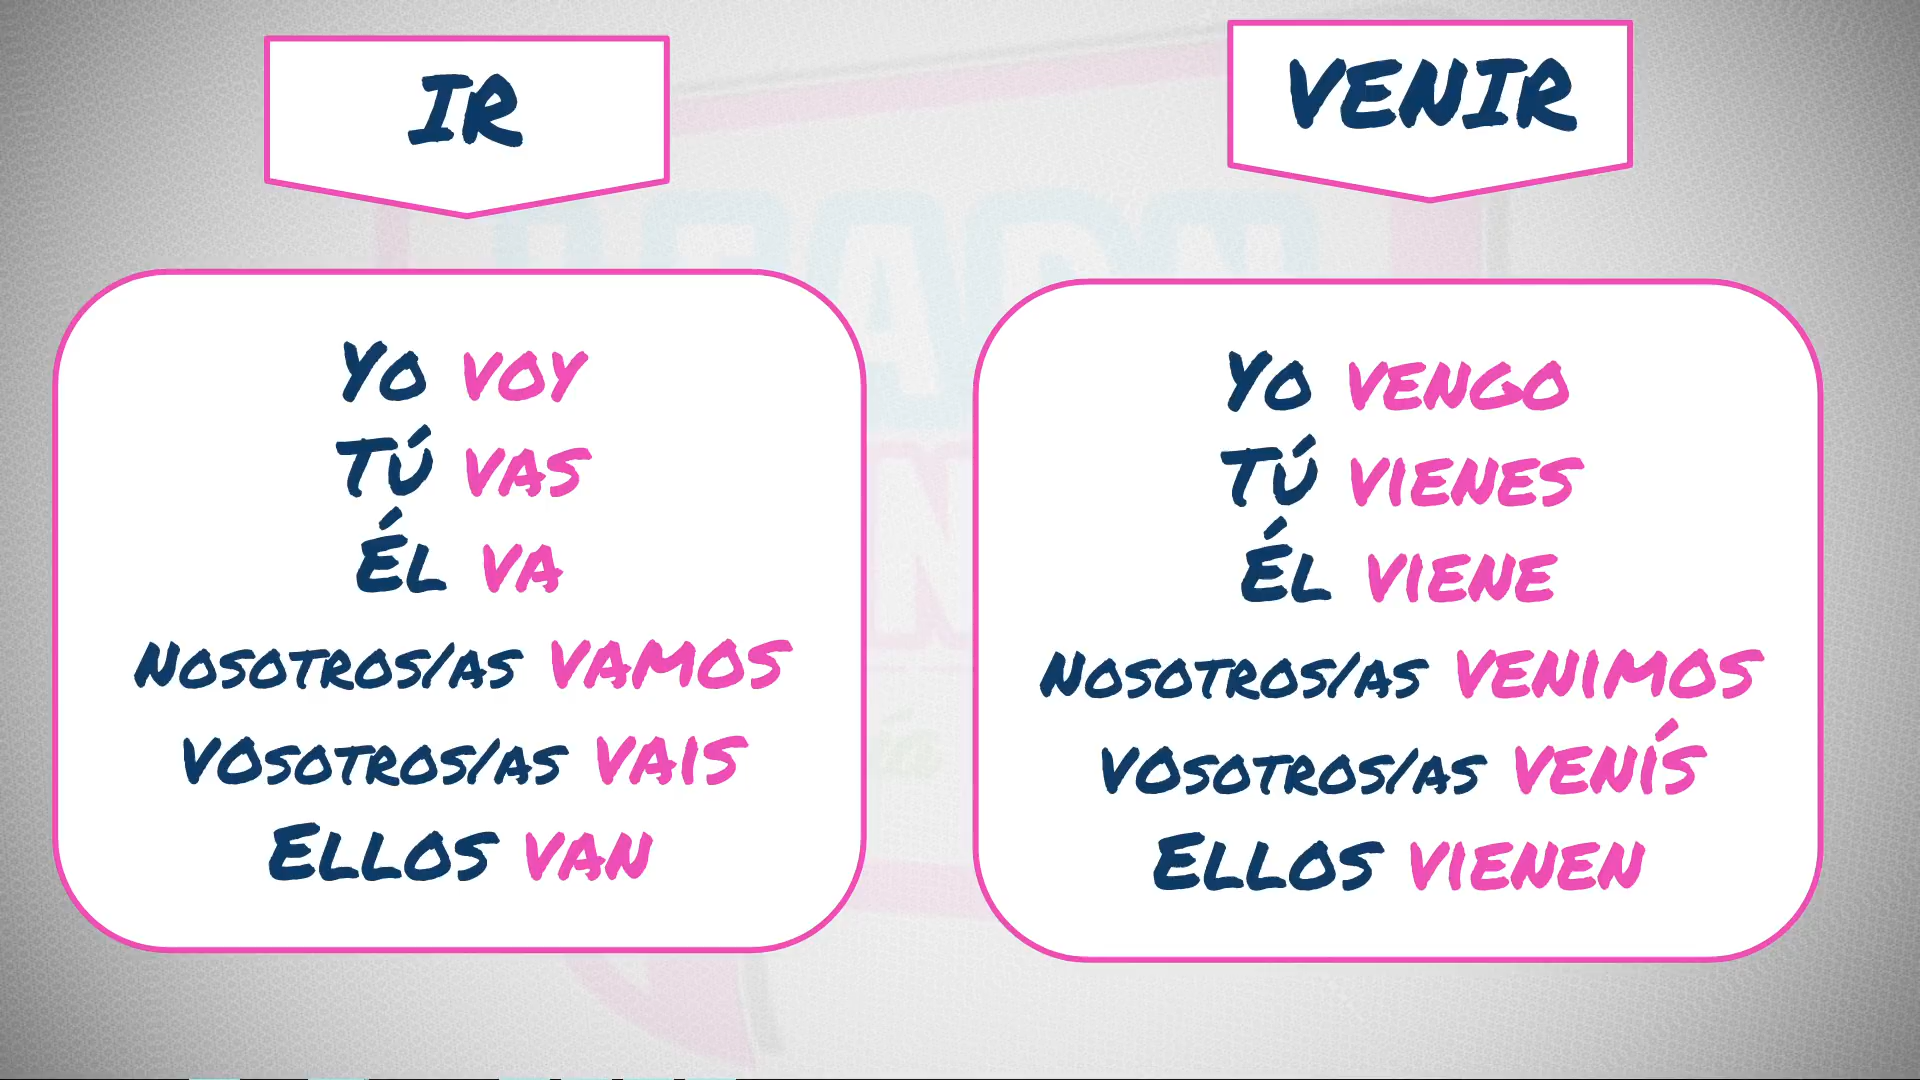 IR
Yo voy
Tú vas
Él va
Nosotros/as vamos
VOsotros/as vais
Ellos van
VENIR
Yo vengo
Tú vienes
Él viene
Nosotros/as venimos
VOsotros/as venís
Ellos vienen